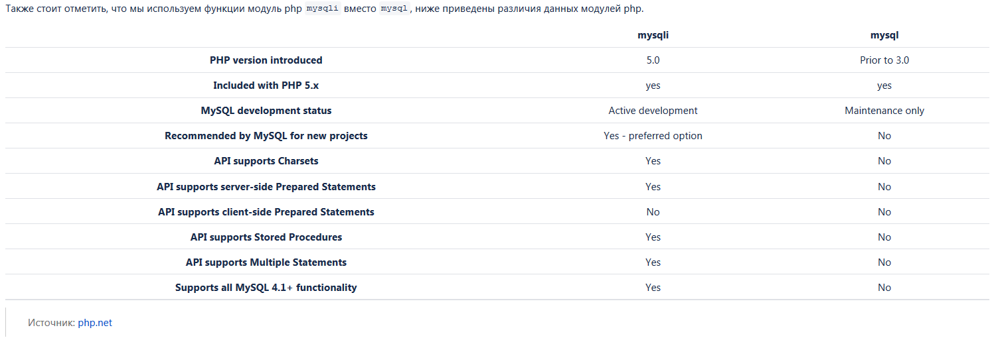 Также стоит отметить, что мы используем функции модуль php mysqli вместо mysql, ниже приведены различия данных модулей php.
mysqli mysql
PHP version introduced 5.0 Prior to 3.0
Included with PHP 5.x yes yes
MySQL development status Active development Maintenance only
Recommended by MySQL for new projects Yes - preferred option No
API supports Charsets Yes No
API supports server-side Prepared Statements Yes No
API supports client-side Prepared Statements No No
API supports Stored Procedures Yes No
API supports Multiple Statements Yes No
Supports all MySQL 4.1+ functionality Yes No
Источник: php.net